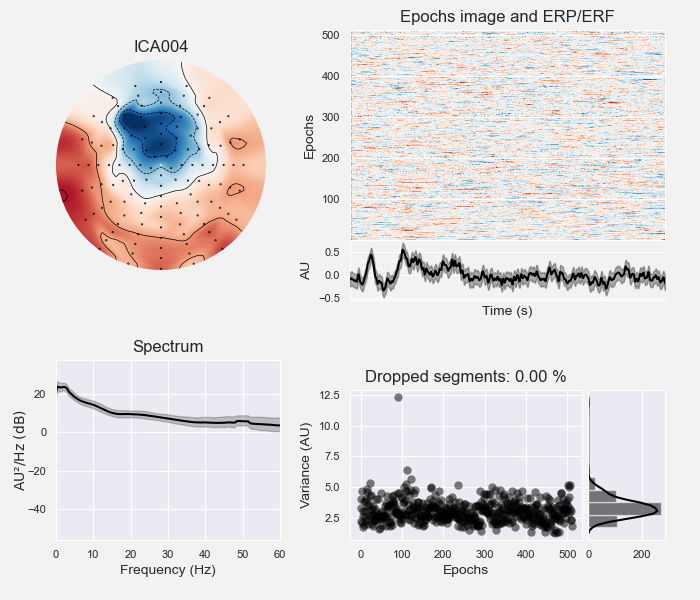 ICA004
Epochs image and ERP/ERF
Epochs
500
400
300
200
100
AU
0.5
0.0
−0.5
Time (s)
Spectrum
AU²/Hz (dB)
20
0
−20
−40
0 10 20 30 40 50 60
Frequency (Hz)
Dropped segments: 0.00 %
Variance (AU)
12.5
10.0
7.5
5.0
2.5
0 100 200 300 400 500
Epochs
0 200